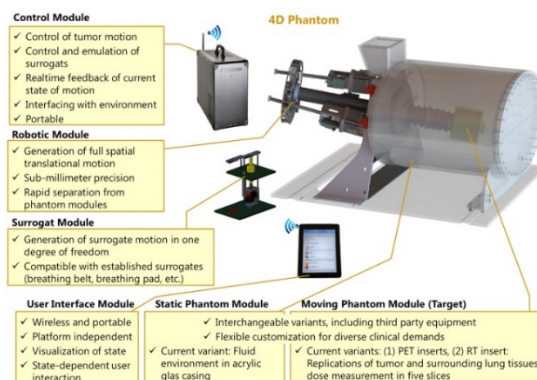 Control Module
4D Phantom
✓ Control of tumor motion
✓ Control and emulation of
surrogats
✓ Realtime feedback of current
state of motion
✓ Interfacing with environment
✓ Portable
Robotic Module
✓ Generation of full spatial
translational motion
✓ Sub-millimeter precision
✓ Rapid separation from
phantom modules
Surrogat Module
✓ Generation of surrogate motion in one
degree of freedom
✓ Compatible with established surrogates
(breathing belt, breathing pad, etc.)
User Interface Module
✓ Wireless and portable
✓ Platform independent
✓ Visualization of state
✓ State-dependent user
interaction
Static Phantom Module
Moving Phantom Module (Target)
✓ Interchangeable variants, including third party equipment
✓ Flexible customization for diverse clinical demands
✓ Current variant: Fluid
environment in acrylic
glas casing
✓ Current variants: (1) PET inserts, (2) RT insert:
Replications of tumor and surrounding lung tissues,
dose measurement in five slices